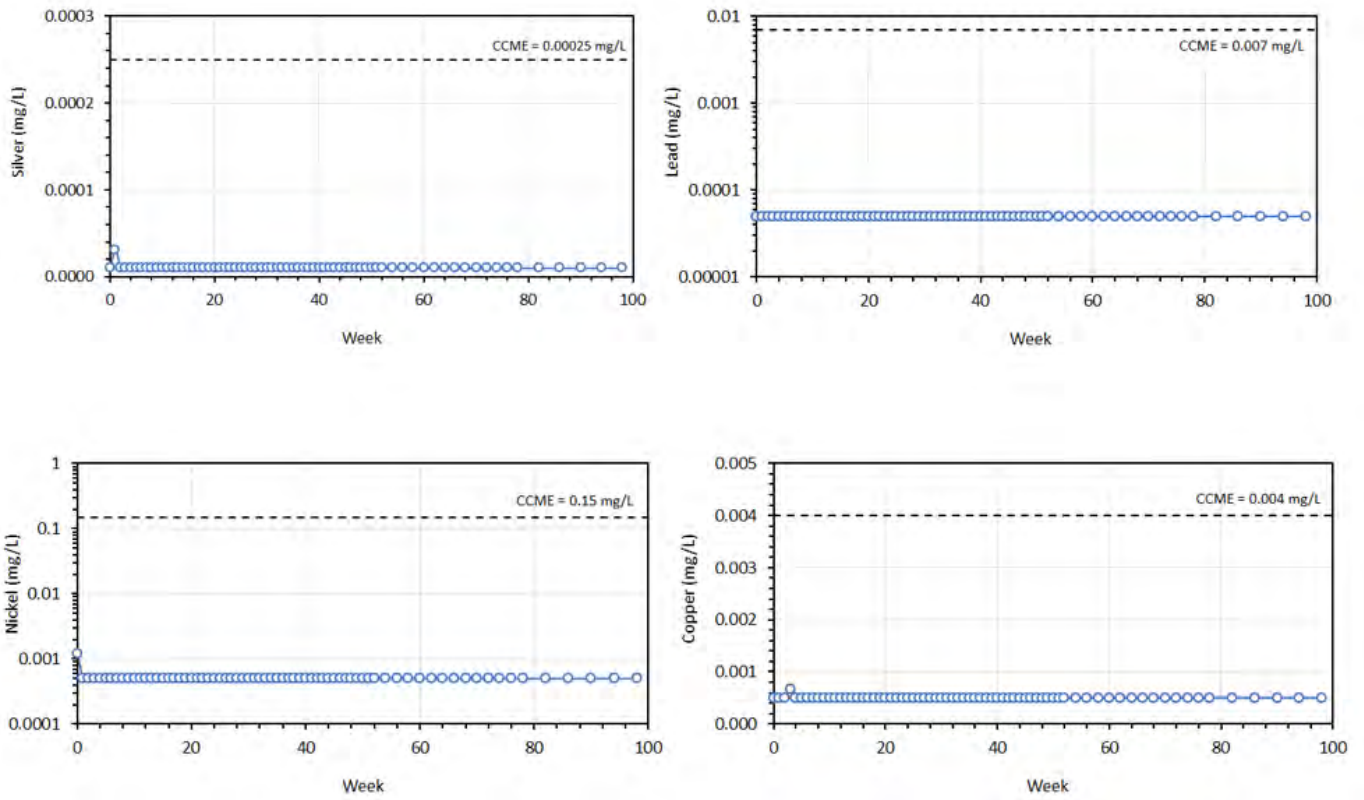 Silver (mg/L)
0.0003
0.0002
0.0001
0.0000
CCME = 0.00025 mg/L
0 20 40 60 80 100
Week
Lead (mg/L)
0.01
0.001
0.0001
0.00001
CCME = 0.007 mg/L
0 20 40 60 80 100
Week
Nickel (mg/L)
1
0.1
0.01
0.001
0.0001
CCME = 0.15 mg/L
0 20 40 60 80 100
Week
Copper (mg/L)
0.005
0.004
0.003
0.002
0.001
0.000
CCME = 0.004 mg/L
0 20 40 60 80 100
Week